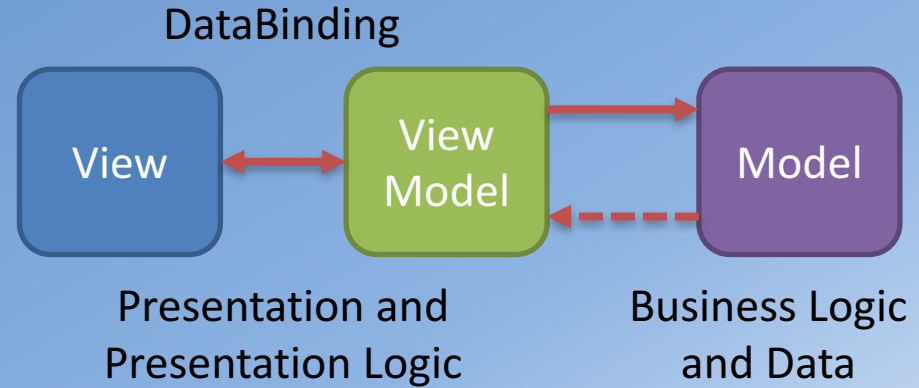 DataBinding
View
View
Model
Model
Presentation and
Presentation Logic
Business Logic
and Data